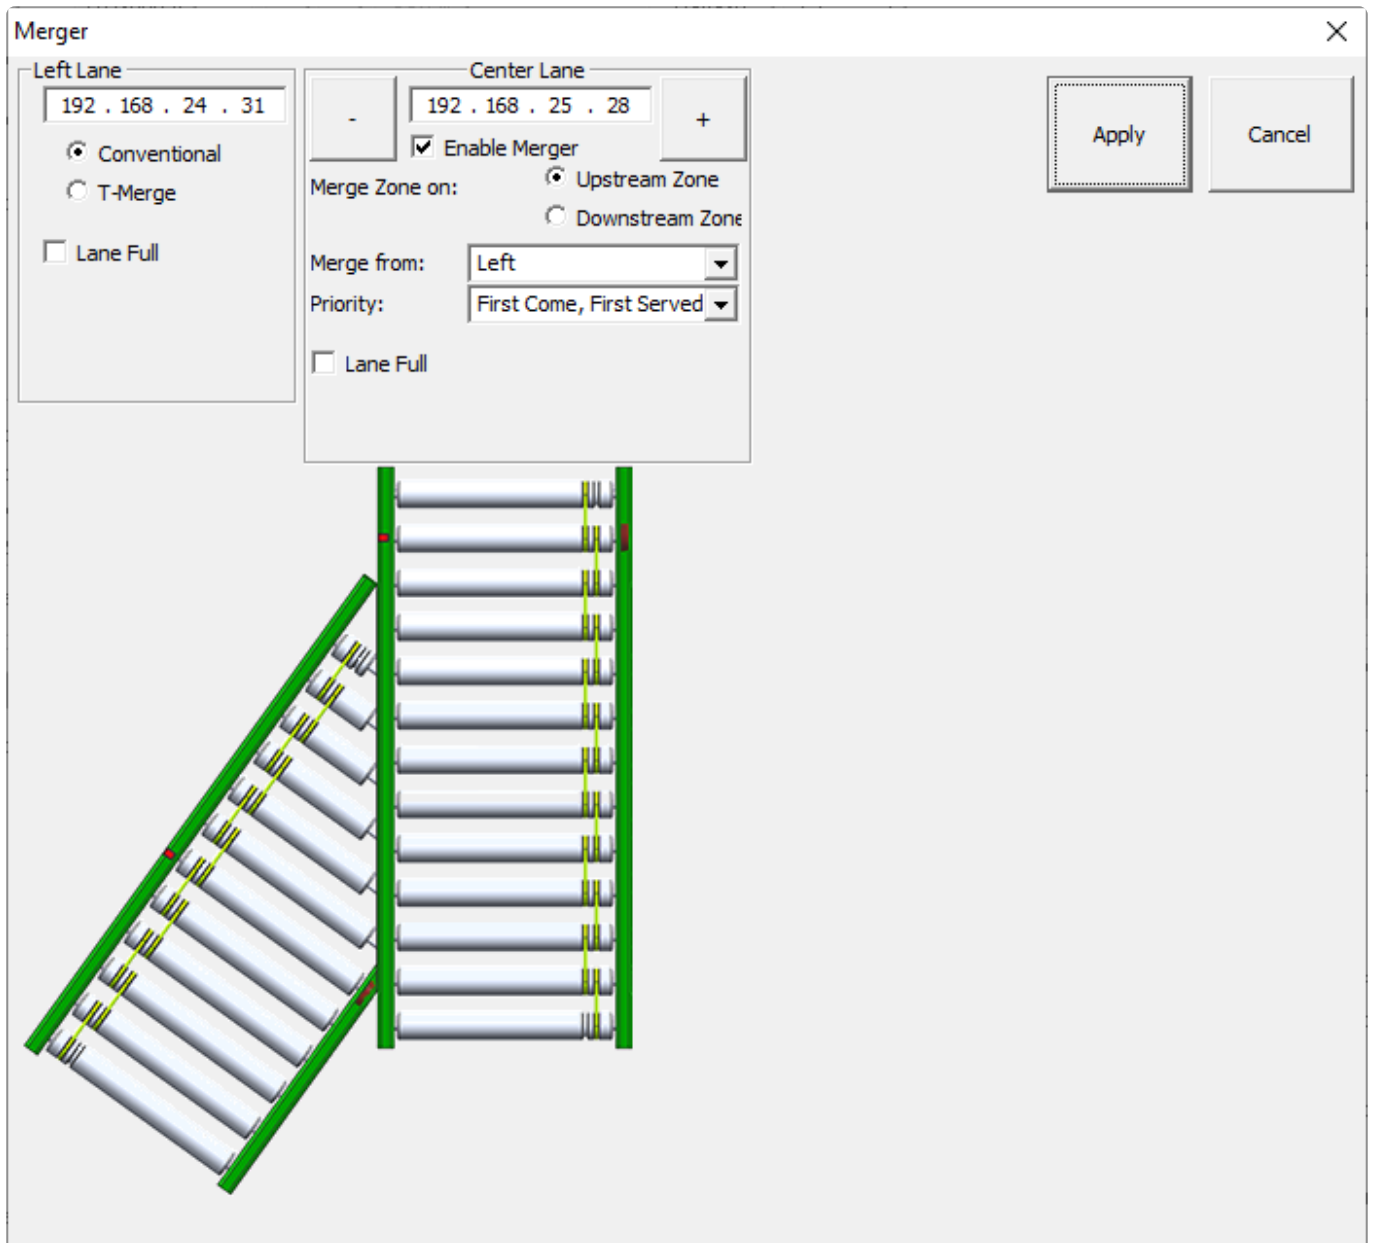 Merger
Left Lane
192 . 168 . 24 . 31
Conventional
T-Merge
Lane Full
Center Lane
-
192 . 168 . 25 . 28
+
Enable Merger
Merge Zone on:
Upstream Zone
Downstream Zone
Merge from:
Left
Priority:
First Come, First Served
Lane Full
Apply
Cancel